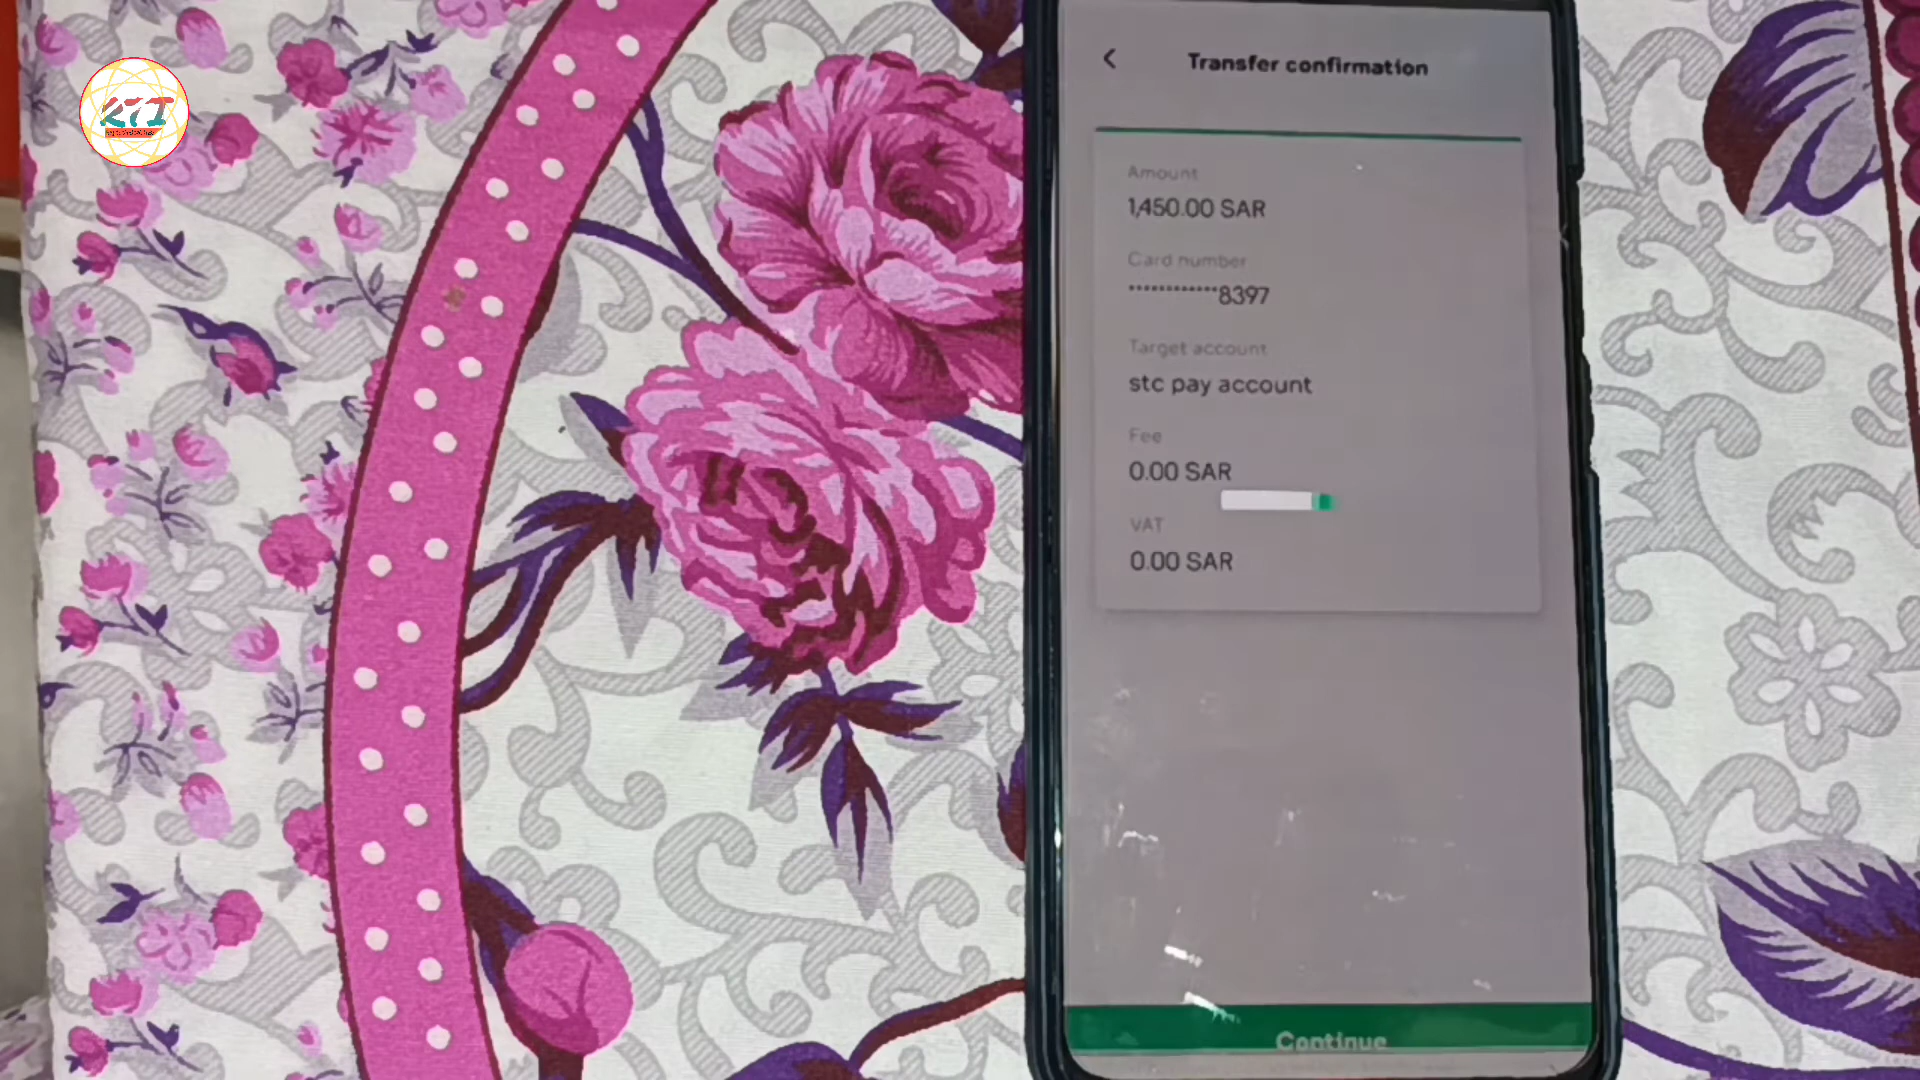 KTI
Transfer confirmation
Amount
1,450.00 SAR
Card number
************8397
Target account
stc pay account
Fee
0.00 SAR
VAT
0.00 SAR
Continue